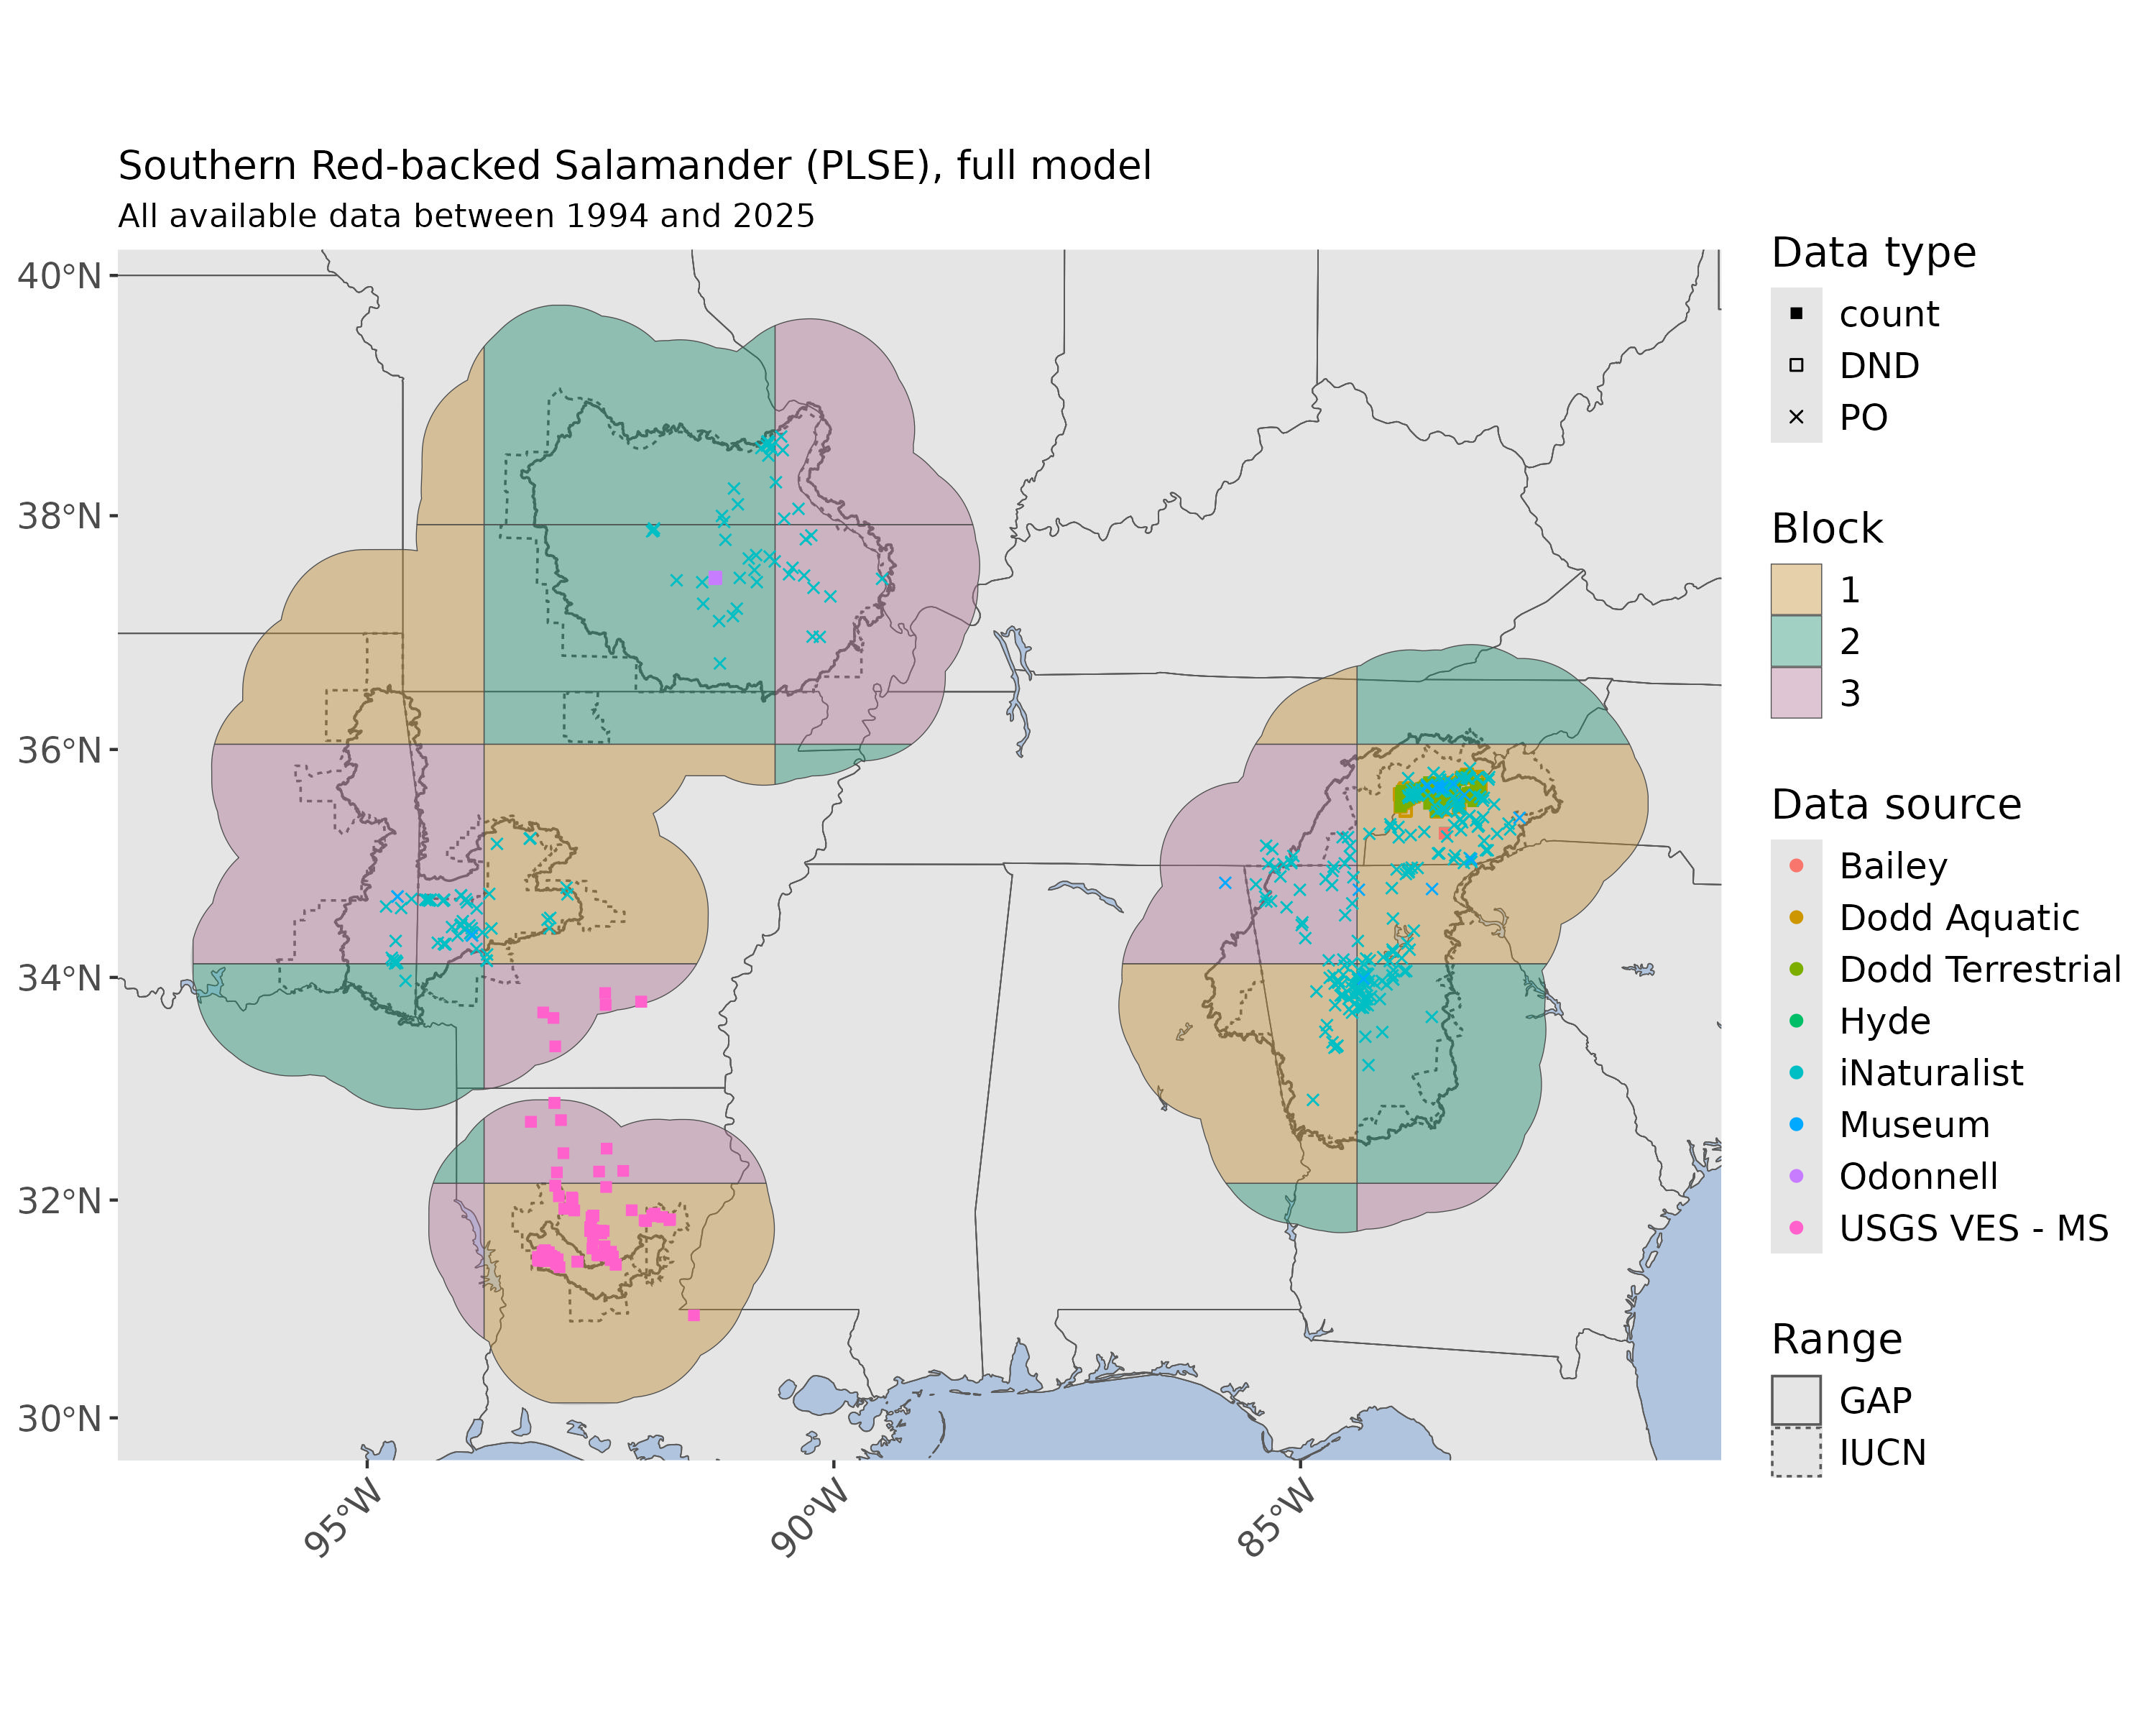 Southern Red-backed Salamander (PLSE), full model
All available data between 1994 and 2025
40°N
38°N
36°N
34°N
32°N
30°N
95°W
90°W
85°W
Data type
count
DND
PO
Block
1
2
3
Data source
Bailey
Dodd Aquatic
Dodd Terrestrial
Hyde
iNaturalist
Museum
Odonnell
USGS VES - MS
Range
GAP
IUCN